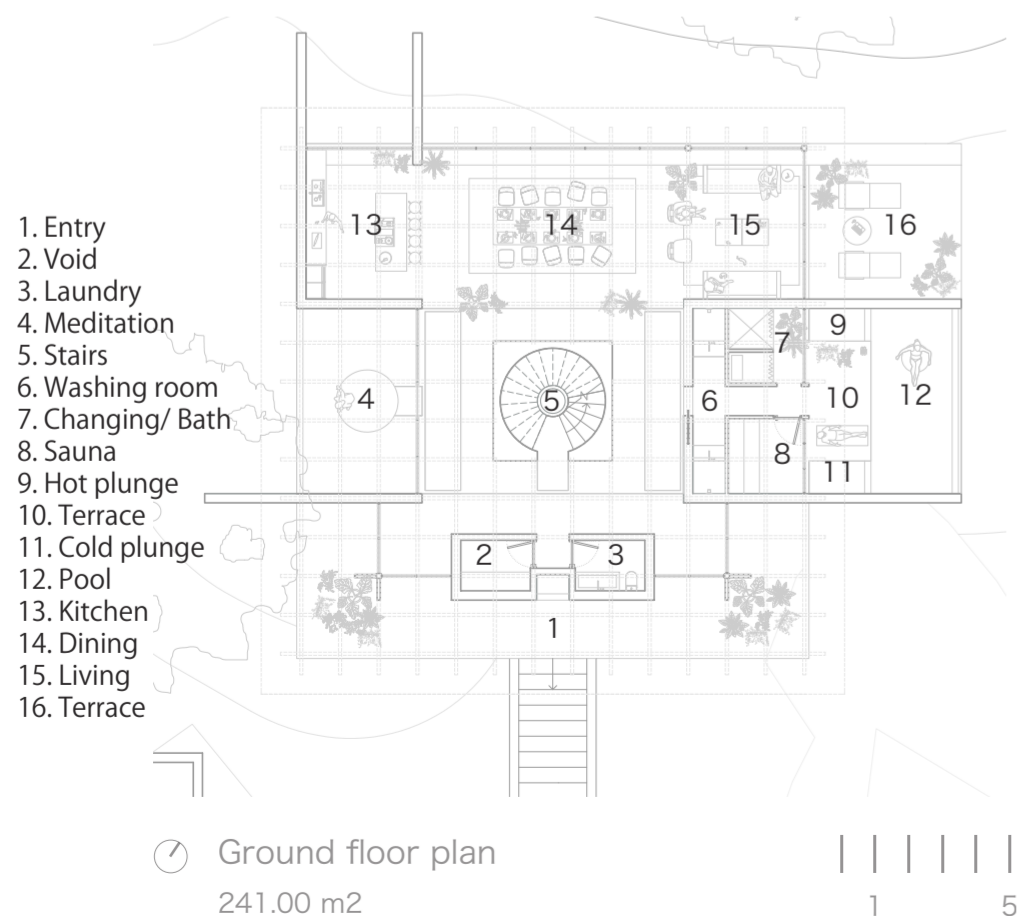 1. Entry
2. Void
3. Laundry
4. Meditation
5. Stairs
6. Washing room
7. Changing/ Bath
8. Sauna
9. Hot plunge
10. Terrace
11. Cold plunge
12. Pool
13. Kitchen
14. Dining
15. Living
16. Terrace
13 14 15 16
9
7
4 5 6 10 12
8
11
2 3
1
Ground floor plan
241.00 m2
1 5